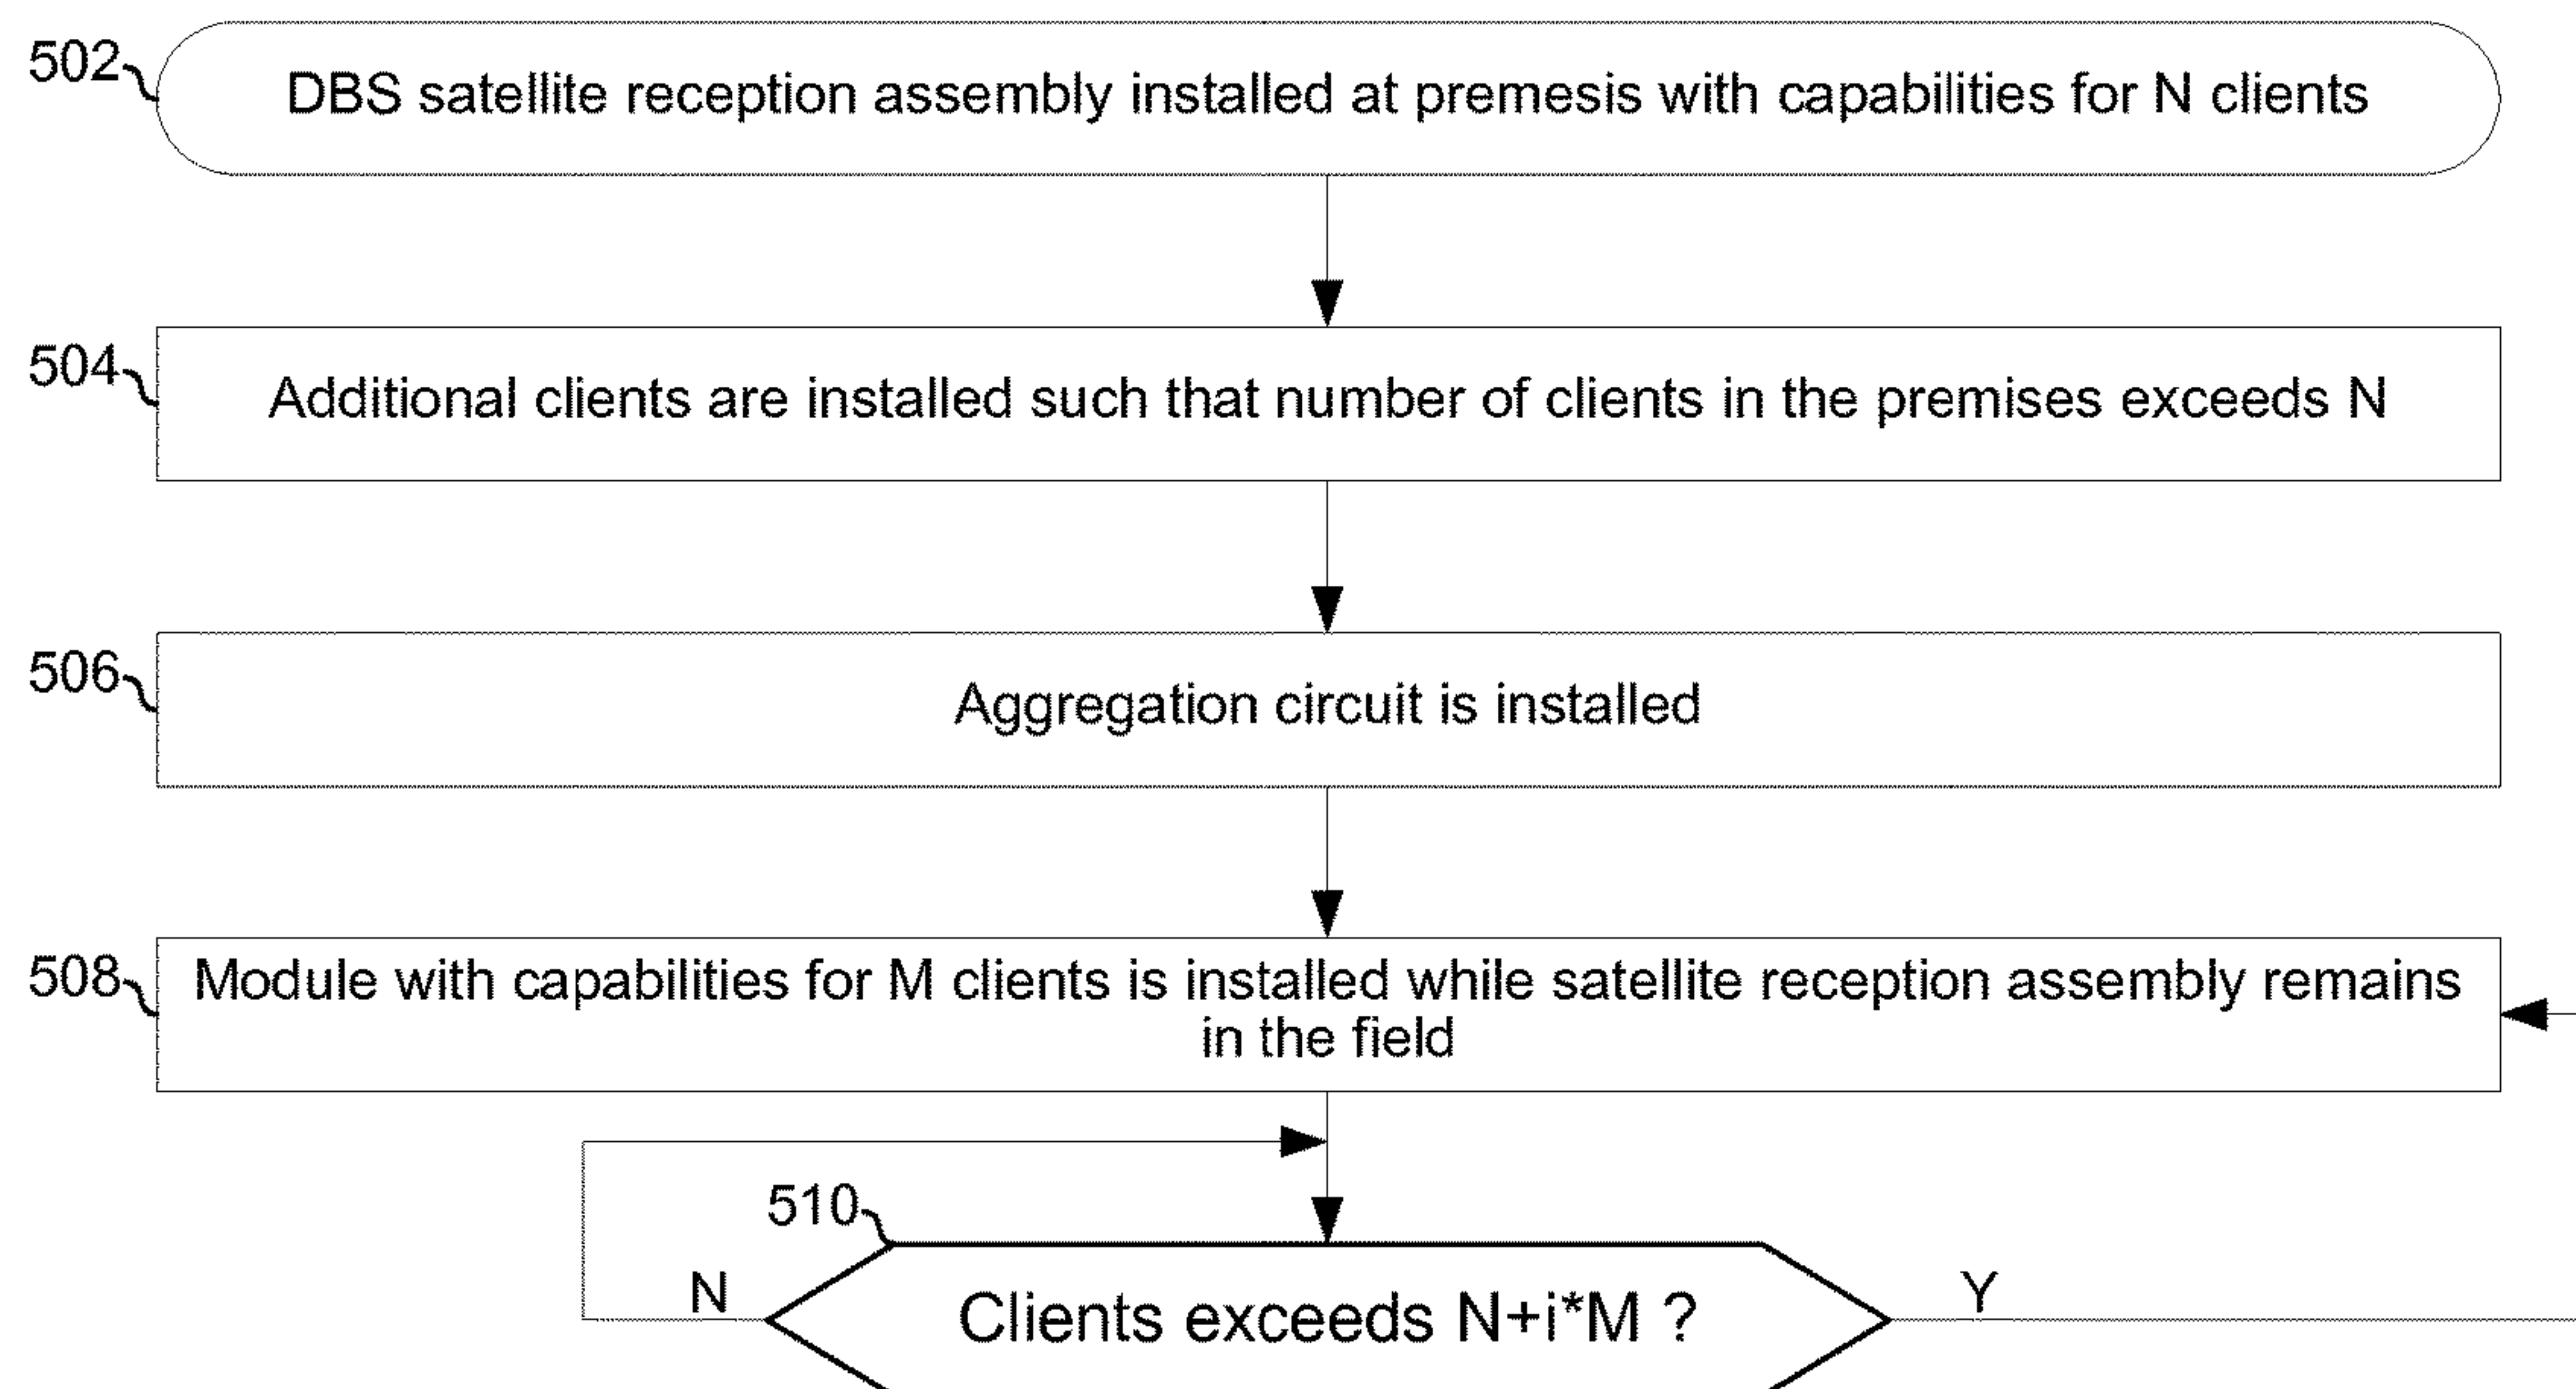 502
DBS satellite reception assembly installed at premesis with capabilities for N clients
504
Additional clients are installed such that number of clients in the premises exceeds N
506
Aggregation circuit is installed
508
Module with capabilities for M clients is installed while satellite reception assembly remains
in the field
510
N
Clients exceeds N+i*M ?
Y